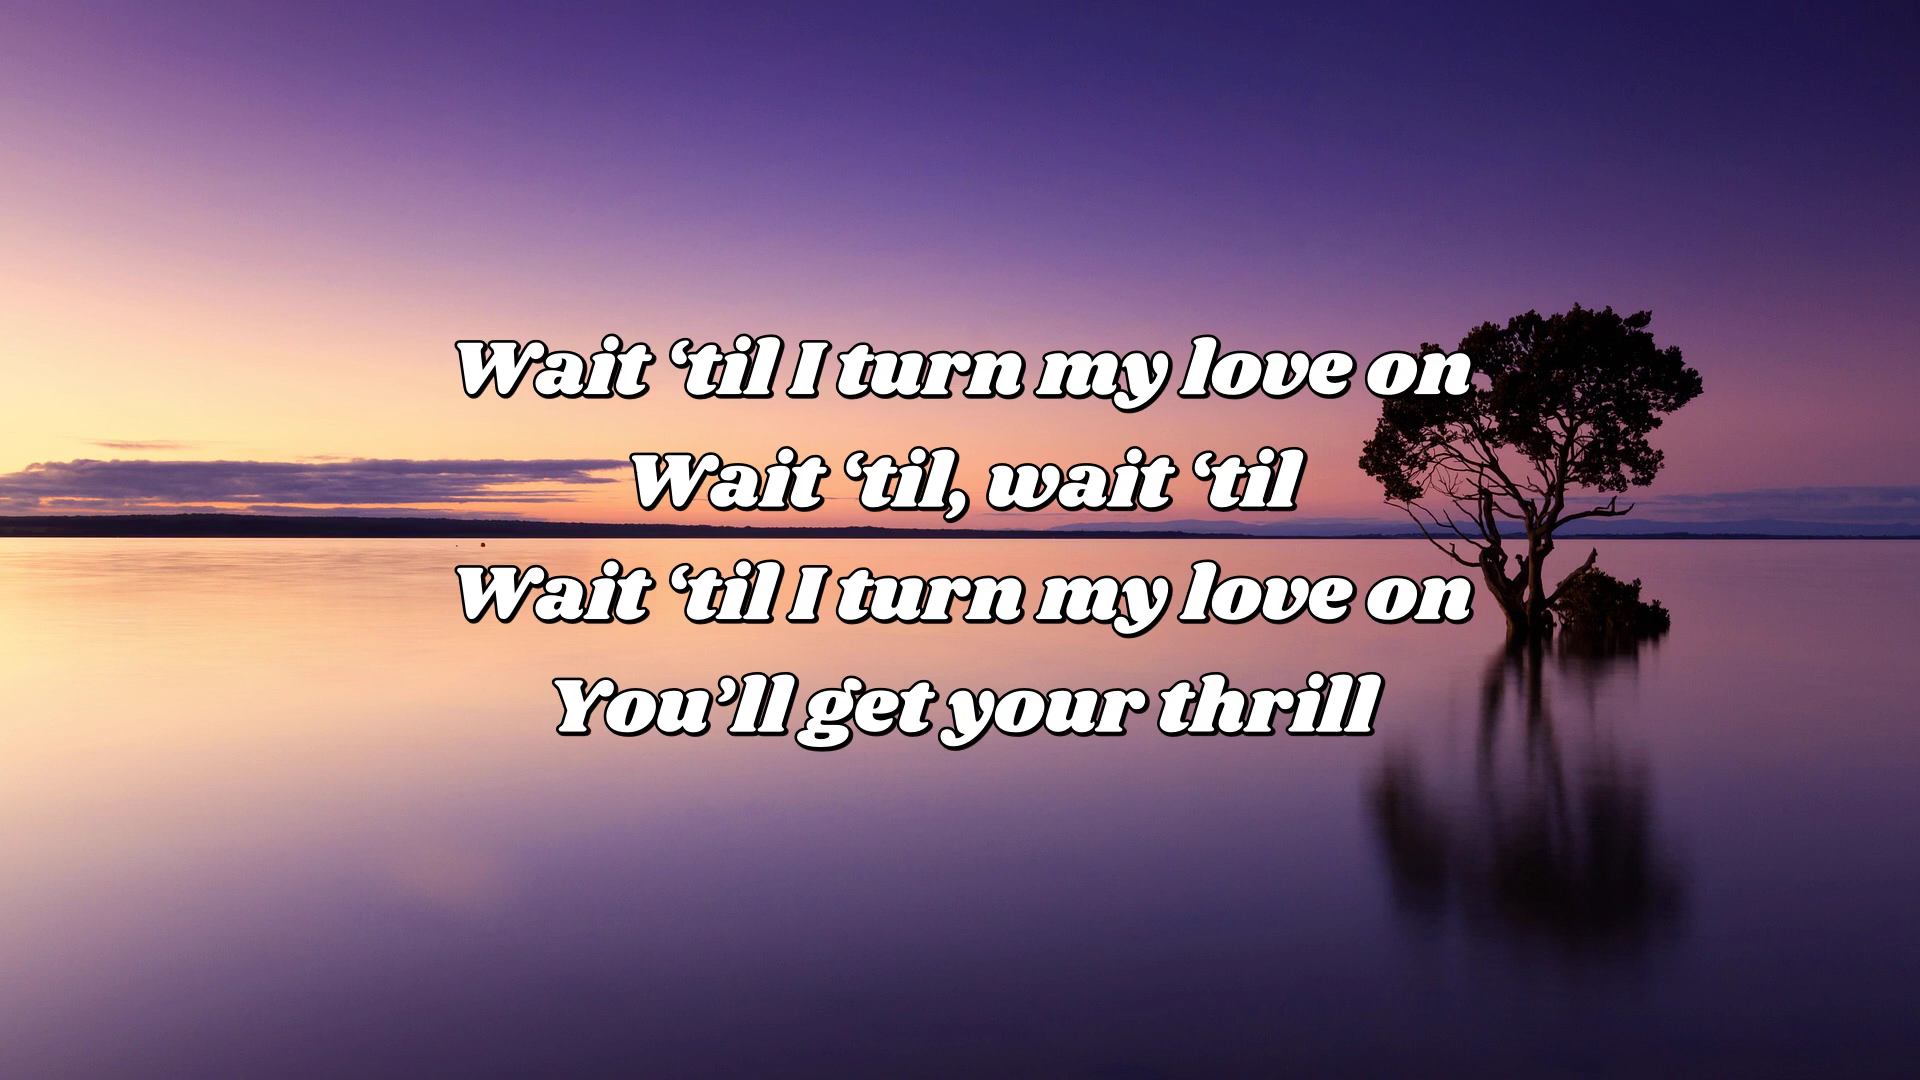 Wait ‘til I turn my love on
Wait ‘til, wait ‘til
Wait ‘til I turn my love on
You’ll get your thrill